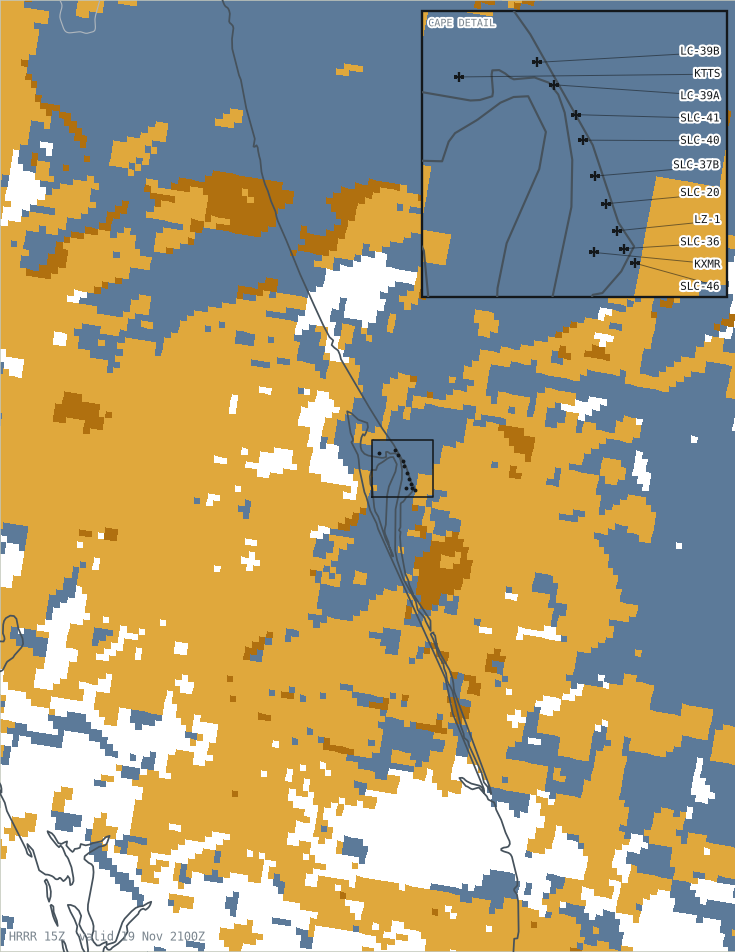 CAPE DETAIL
LC-39B
KTTS
LC-39A
SLC-41
SLC-40
SLC-37B
SLC-20
LZ-1
SLC-36
KXMR
SLC-46
HRRR 15Z valid 19 Nov 2100Z